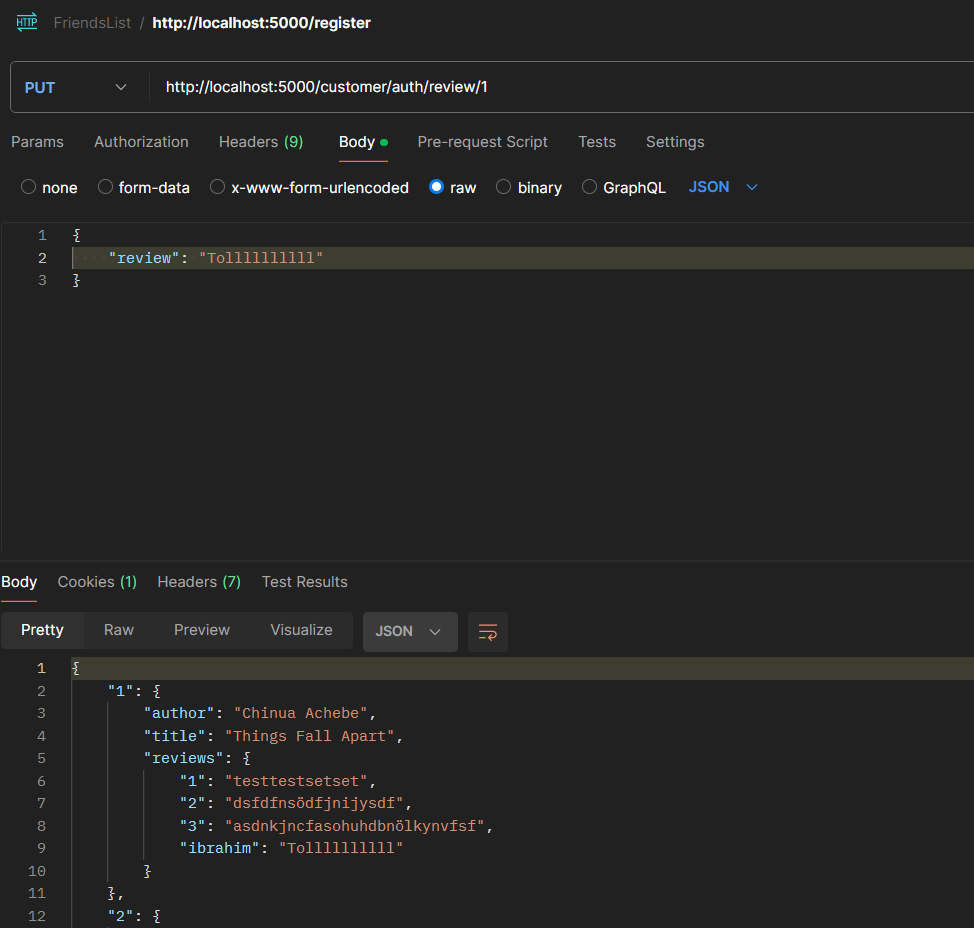 HTTP FriendsList / http://localhost:5000/register
PUT http://localhost:5000/customer/auth/review/1
Params Authorization Headers (9) Body Pre-request Script Tests Settings
none form-data x-www-form-urlencoded raw binary GraphQL JSON
1 {
2 "review": "Tollllllllll"
3 }
Body Cookies (1) Headers (7) Test Results
Pretty Raw Preview Visualize JSON
1 {
2 "1": {
3 "author": "Chinua Achebe",
4 "title": "Things Fall Apart",
5 "reviews": {
6 "1": "testtestsetset",
7 "2": "dsfdfnsödfjnijysdf",
8 "3": "asdnkjncfasohuhdbnölkynvfsf",
9 "ibrahim": "Tollllllllll"
10 }
11 },
12 "2": {